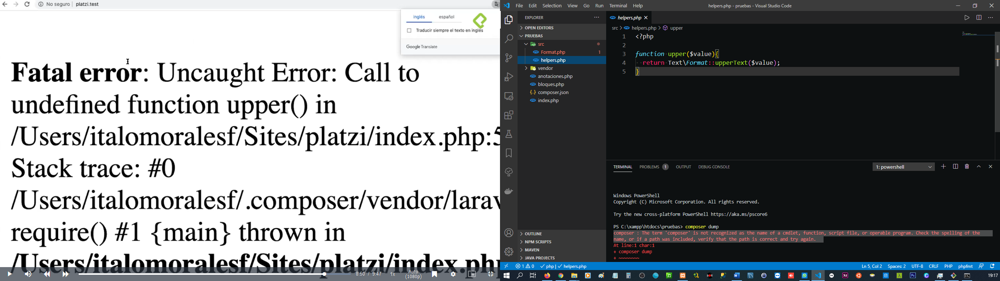 No seguro | platzi.test
inglés español
Traducir siempre el texto en inglés
Google Translate
Fatal error: Uncaught Error: Call to
undefined function upper() in
/Users/italomoralesf/Sites/platzi/index.php:5
Stack trace: #0
/Users/italomoralesf/.composer/vendor/larav
require() #1 {main} thrown in
/Users/italomoralesf/Sites/platzi/index.php
8:50 / 9:47 1x Auto
(1080p)
File Edit Selection View Go Run Terminal Help helpers.php - pruebas - Visual Studio Code
EXPLORER
OPEN EDITORS
PRUEBAS
src
Format.php 1
helpers.php
vendor
anotaciones.php
bloques.php
composer.json
index.php
OUTLINE
NPM SCRIPTS
MAVEN
JAVA PROJECTS
helpers.php
src > helpers.php > upper
1 <?php
2
3 function upper($value){
4 return Text\Format::upperText($value);
5 }
TERMINAL PROBLEMS 1 OUTPUT DEBUG CONSOLE 1: powershell
Windows PowerShell
Copyright (C) Microsoft Corporation. All rights reserved.
Try the new cross-platform PowerShell https://aka.ms/pscore6
PS C:\xampp\htdocs\pruebas> composer dump
composer : The term 'composer' is not recognized as the name of a cmdlet, function, script file, or operable program. Check the spelling of the
name, or if a path was included, verify that the path is correct and try again.
At line:1 char:1
+ composer dump
+ ~~~~~~~~
1 0 php | helpers.php Ln 5, Col 2 Spaces: 2 UTF-8 CRLF PHP phpfmt
19:17